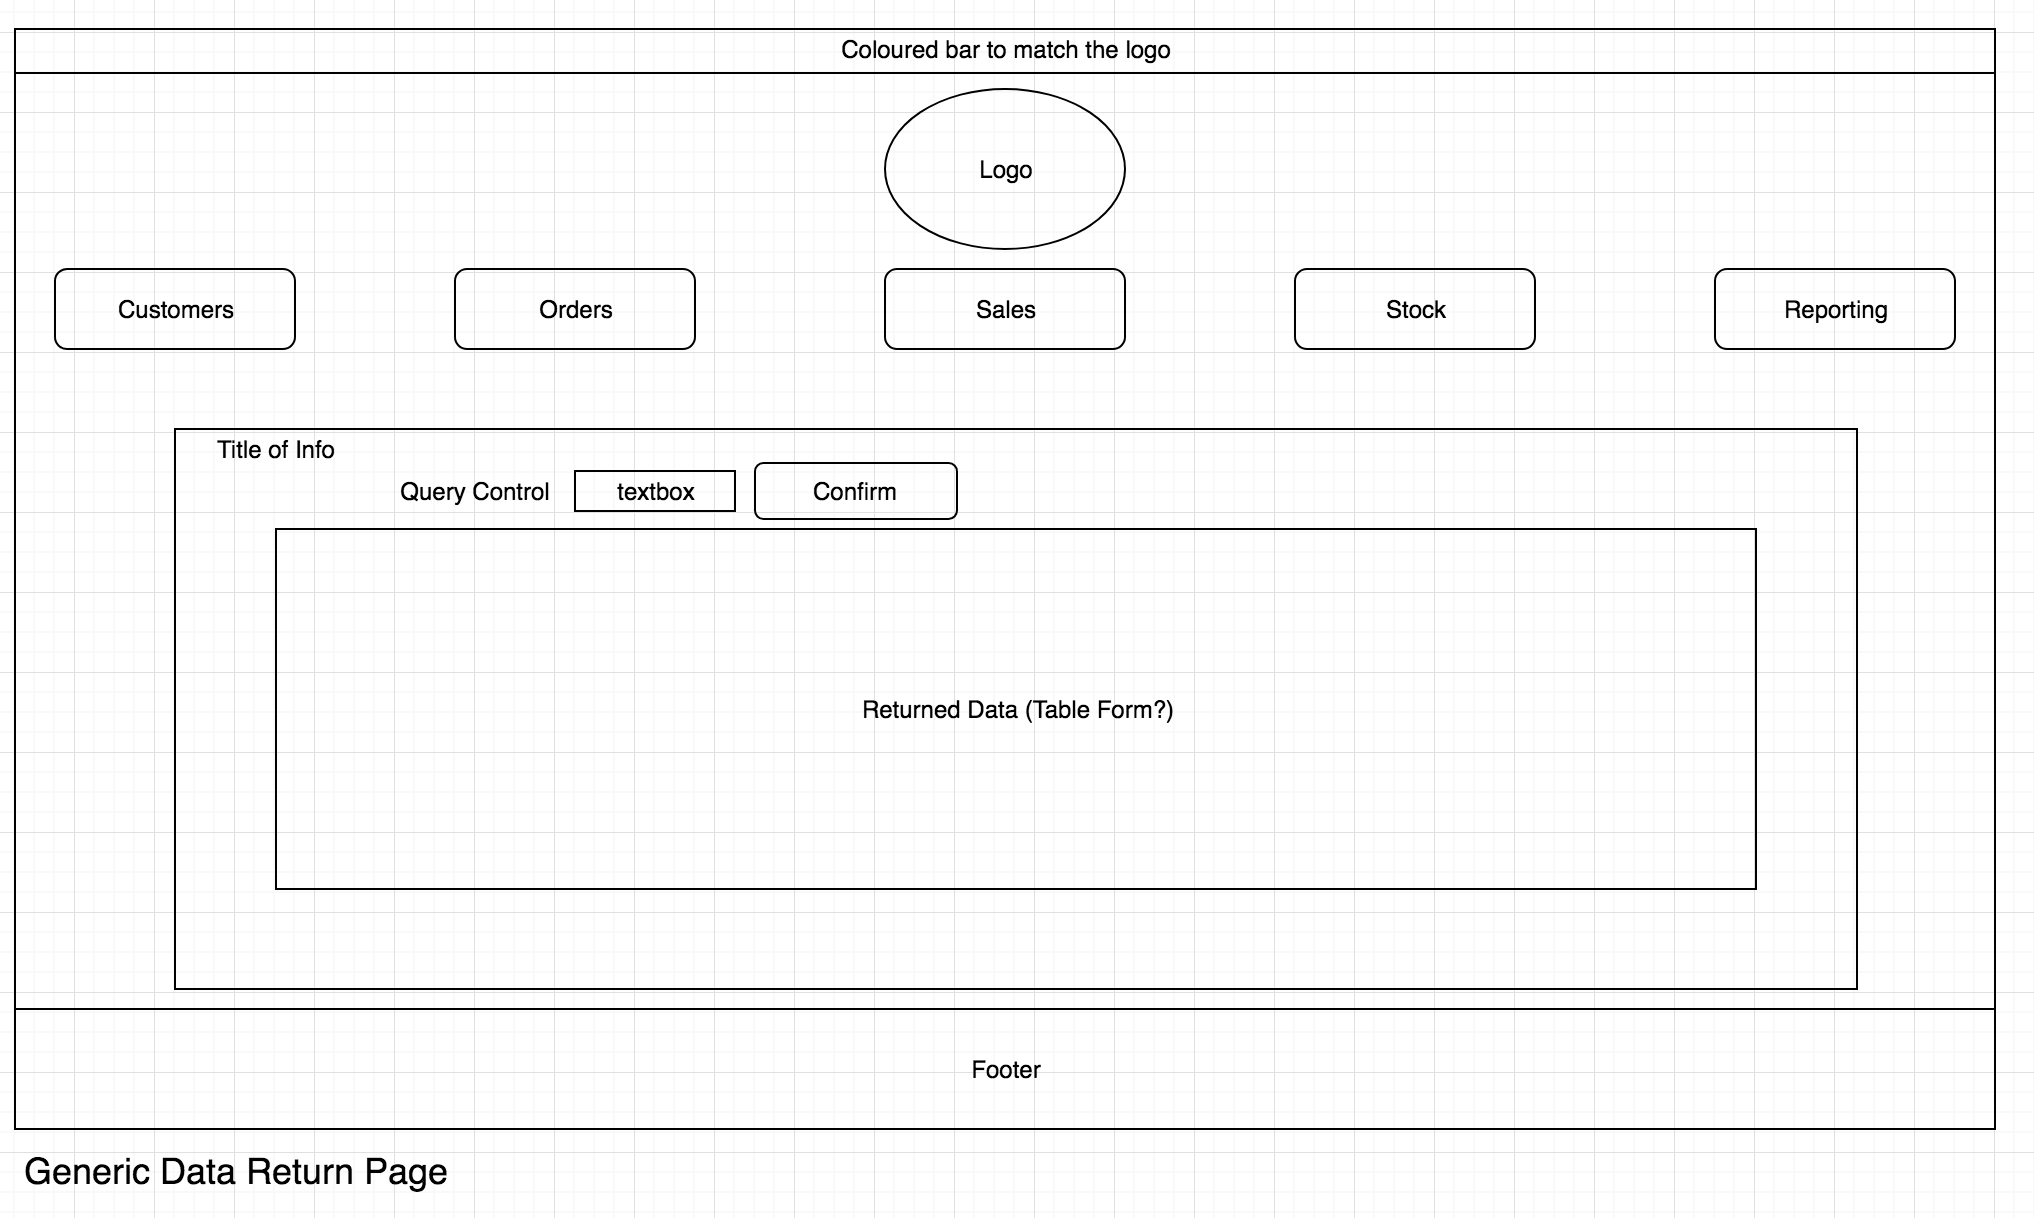 Coloured bar to match the logo
Logo
Customers
Orders
Sales
Stock
Reporting
Title of Info
Query Control
textbox
Confirm
Returned Data (Table Form?)
Footer
Generic Data Return Page